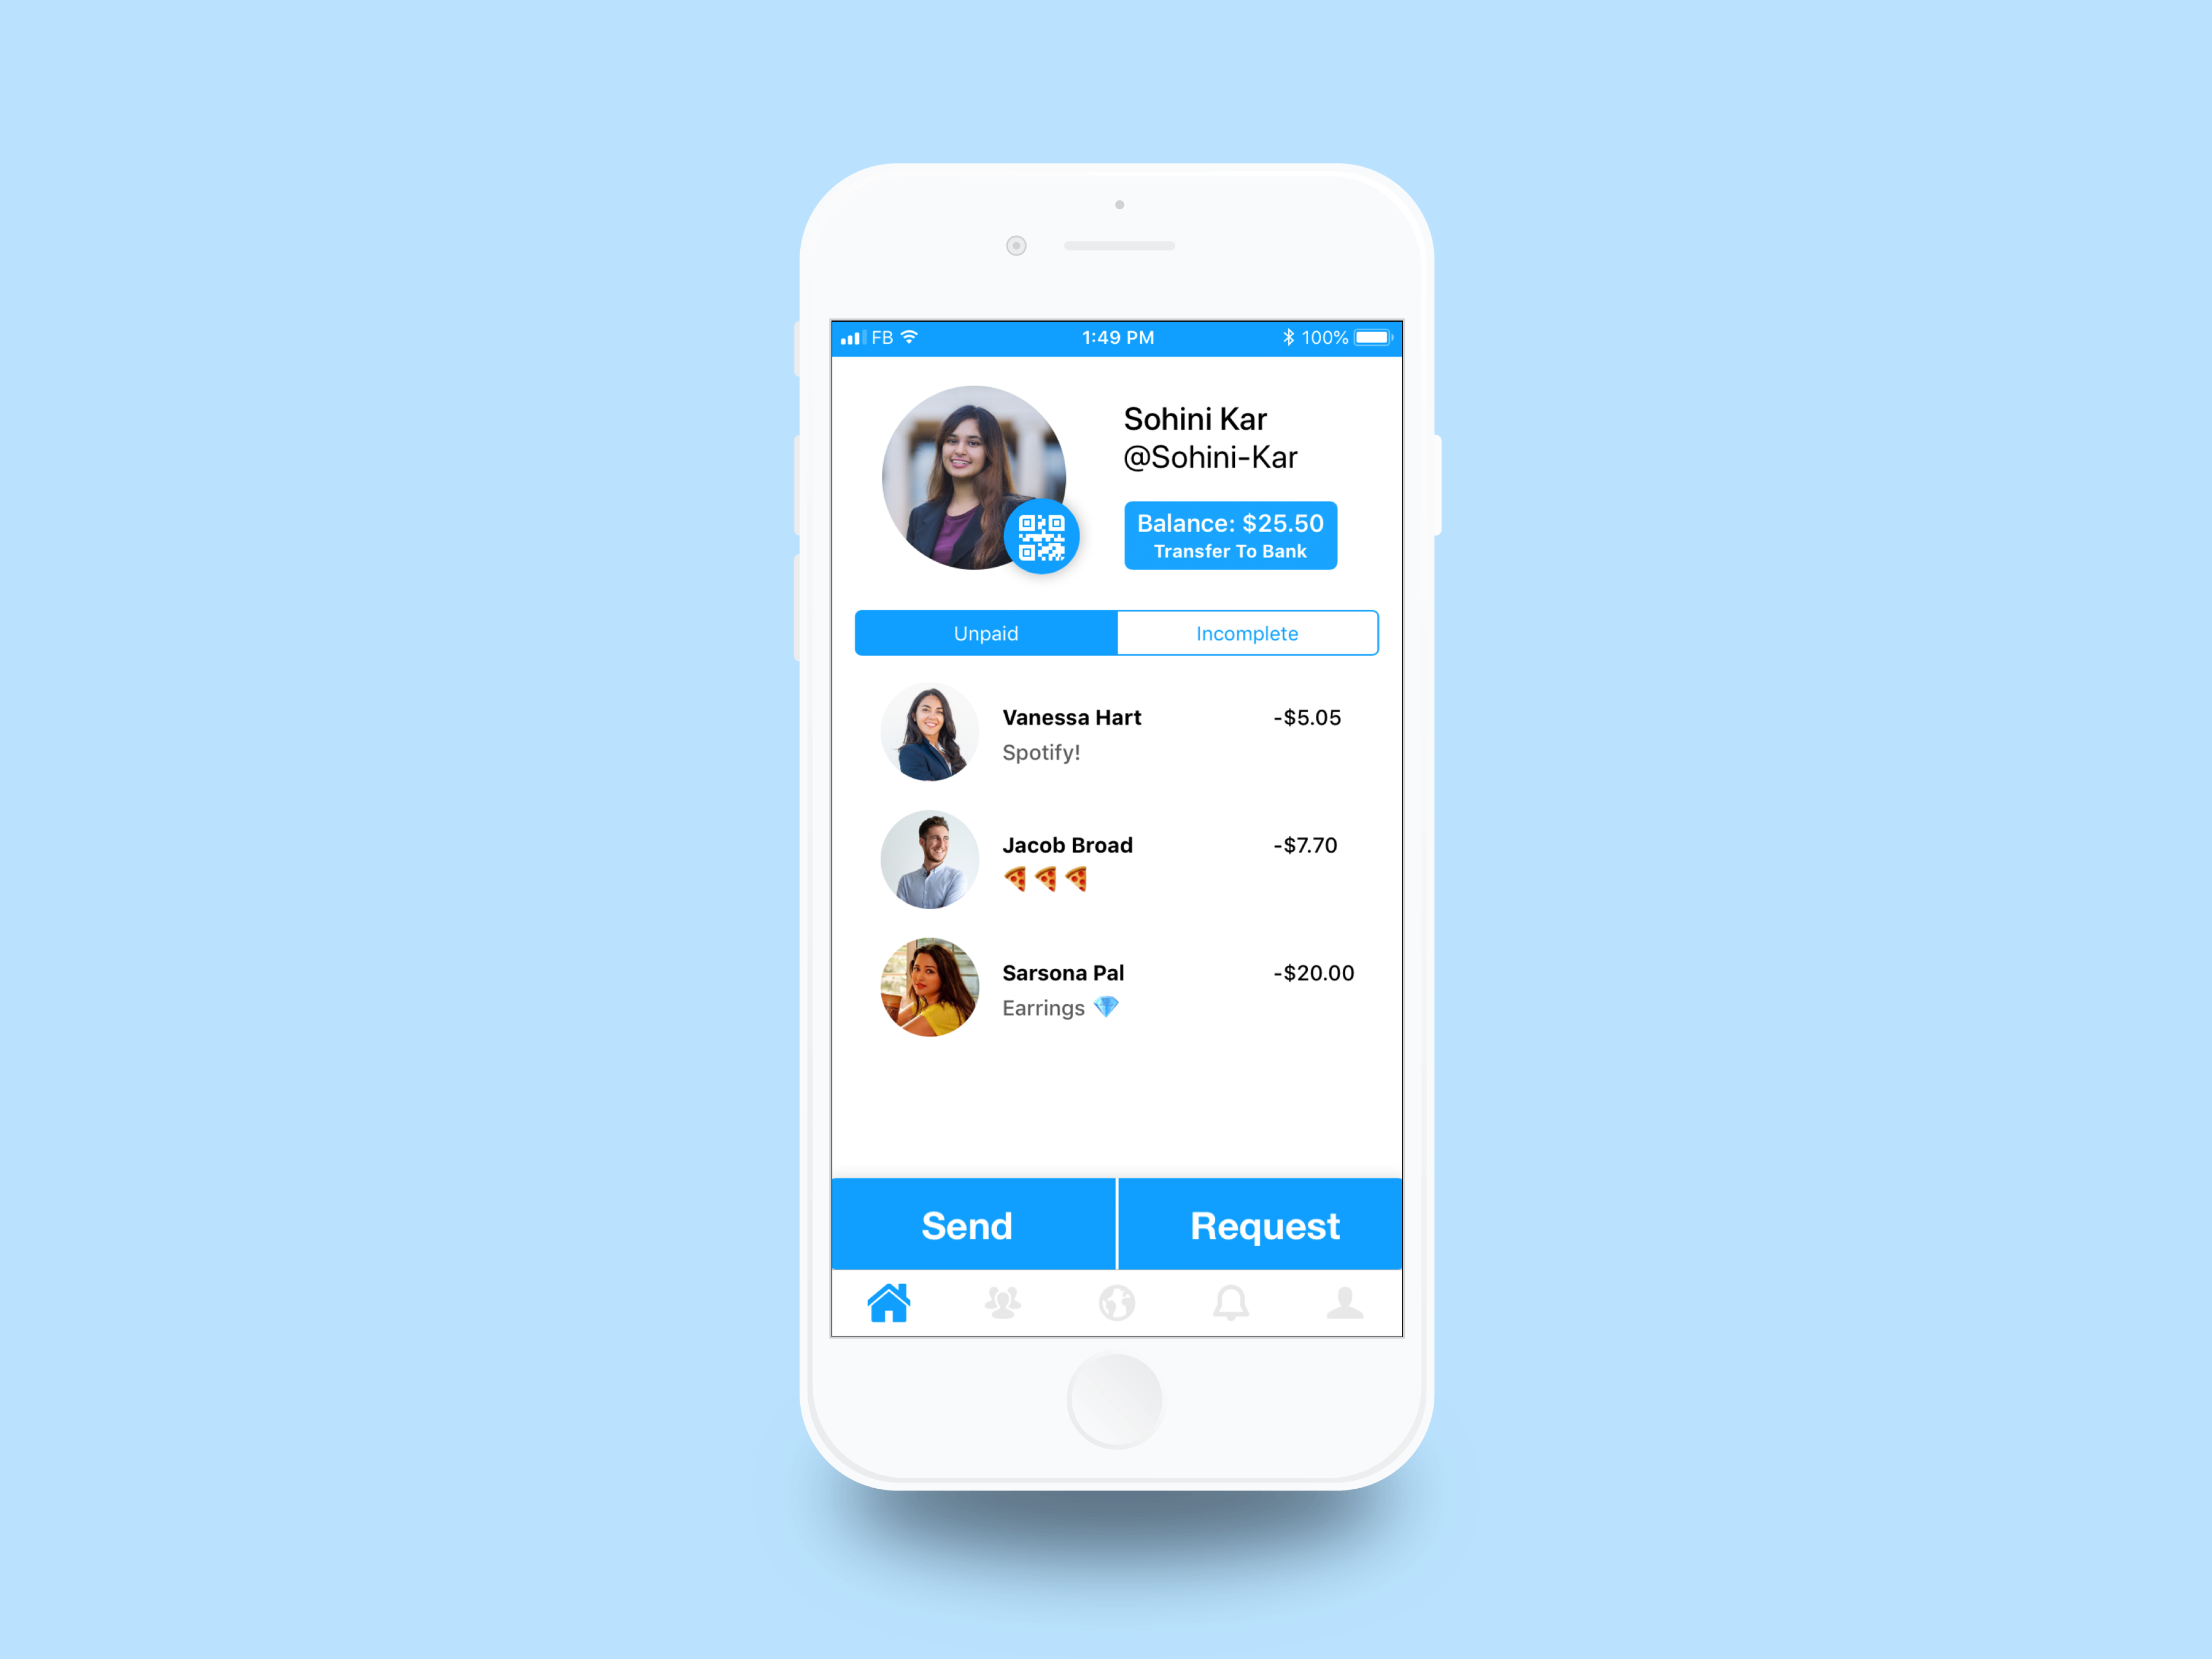 FB 1:49 PM 100%
Sohini Kar
@Sohini-Kar
Balance: $25.50
Transfer To Bank
Unpaid Incomplete
Vanessa Hart -$5.05
Spotify!
Jacob Broad -$7.70
🍕🍕🍕
Sarsona Pal -$20.00
Earrings 💎
Send Request